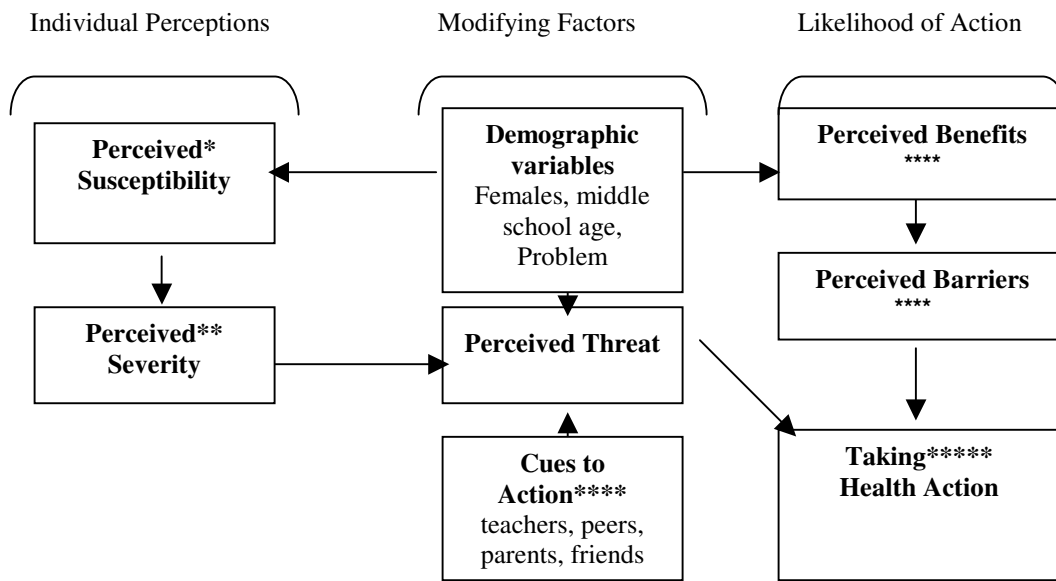 Individual Perceptions
Modifying Factors
Likelihood of Action
Perceived*
Susceptibility
Demographic
variables
Females, middle
school age,
Problem
Perceived Benefits
****
Perceived Barriers
****
Perceived**
Severity
Perceived Threat
Cues to
Action****
teachers, peers,
parents, friends
Taking*****
Health Action